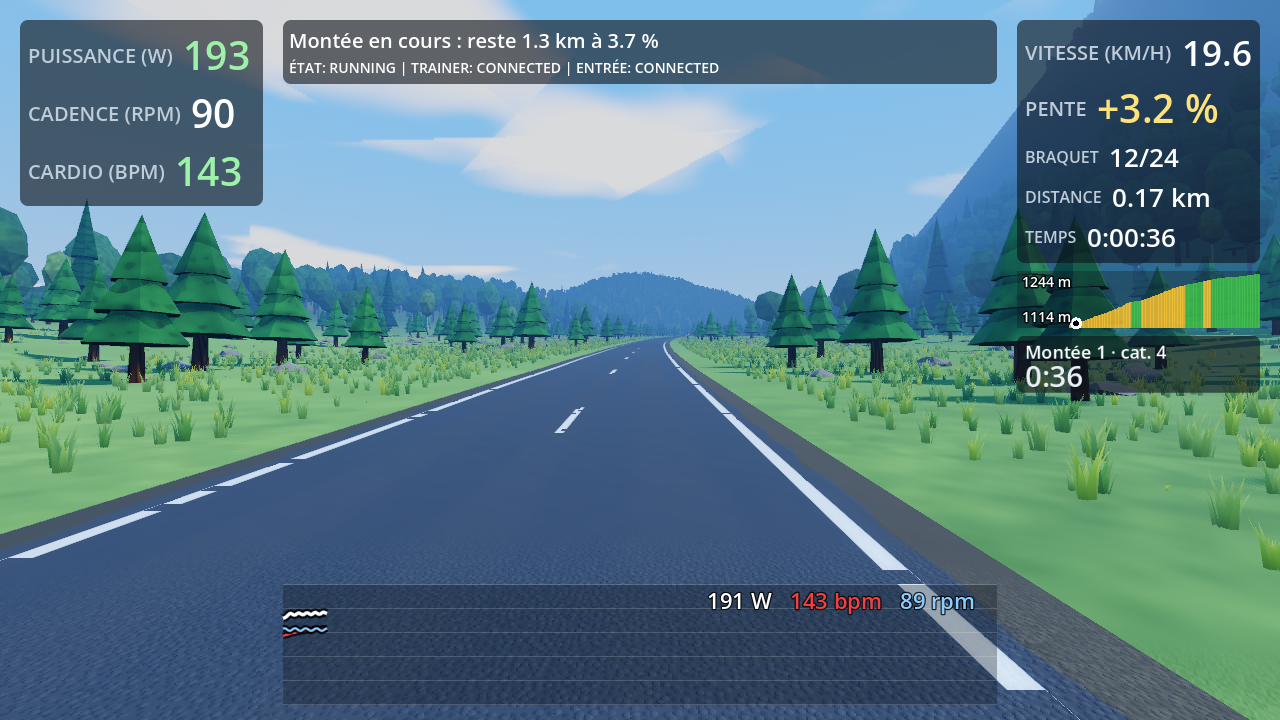 PUISSANCE (W) 193
CADENCE (RPM) 90
CARDIO (BPM) 143
Montée en cours : reste 1.3 km à 3.7 %
ÉTAT: RUNNING | TRAINER: CONNECTED | ENTRÉE: CONNECTED
VITESSE (KM/H) 19.6
PENTE +3.2 %
BRAQUET 12/24
DISTANCE 0.17 km
TEMPS 0:00:36
1244 m
1114 m
Montée 1 · cat. 4
0:36
191 W 143 bpm 89 rpm